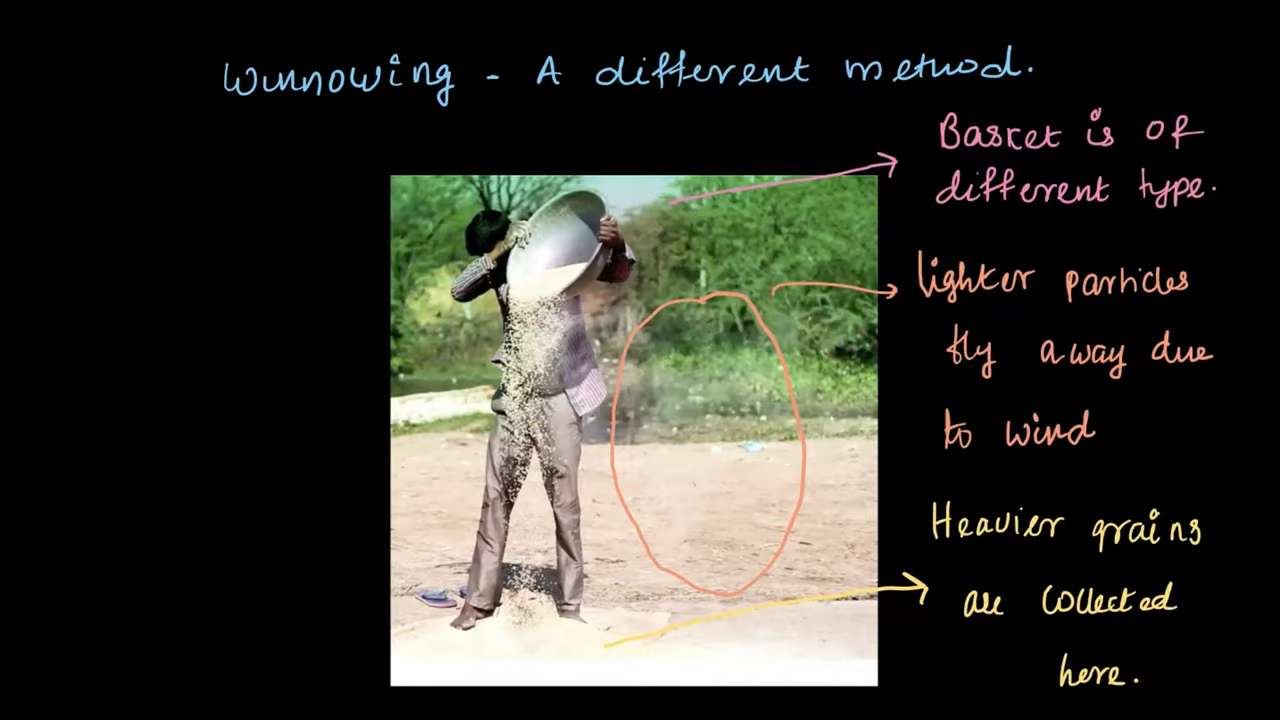 Winnowing - A different method.
Basket is of
different type.
lighter particles
fly away due
to wind
Heavier grains
are collected
here.